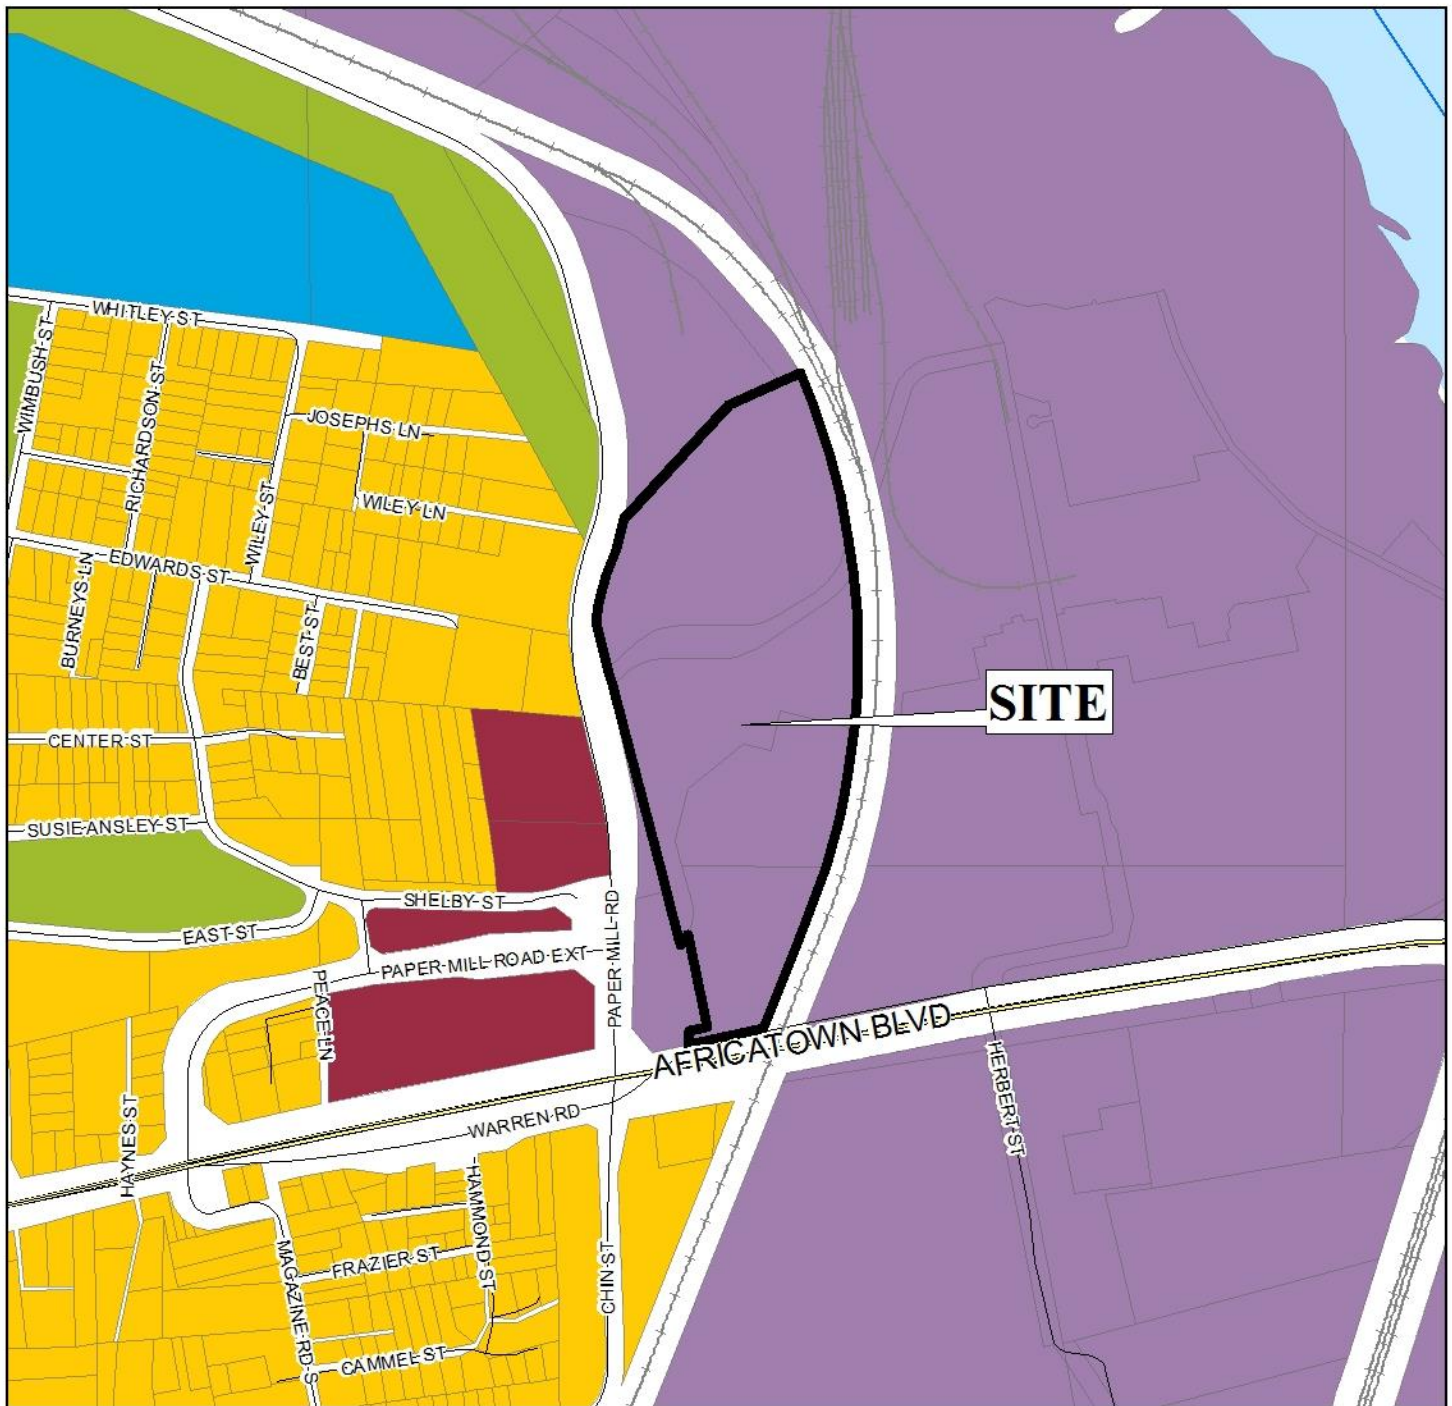 WHITLEY ST
WIMBUSH ST
RICHARDSON ST
JOSEPHS LN
WILEY ST
WILEY LN
EDWARDS ST
BURNEYS LN
BEST ST
SITE
CENTER ST
SUSIE ANSLEY ST
SHELBY ST
EAST ST
PAPER MILL RD
PAPER MILL ROAD EXT
PEACE LN
AFRICATOWN BLVD
HERBERT ST
WARREN RD
HAYNES ST
HAMMOND ST
MAGAZINE RD S
FRAZIER ST
CHIN ST
CAMMEL ST